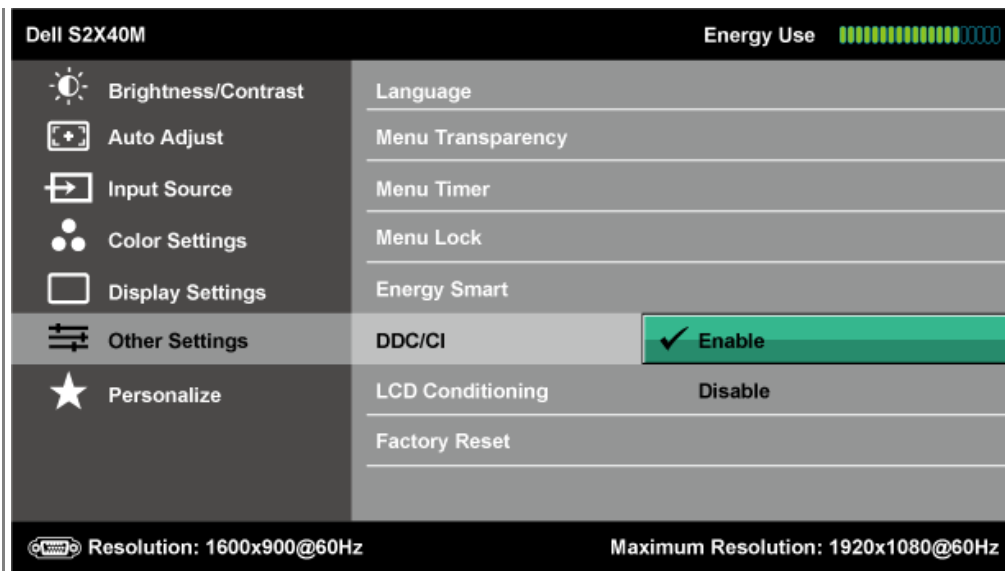 Dell S2X40M Energy Use
Brightness/Contrast Language
Auto Adjust Menu Transparency
Input Source Menu Timer
Color Settings Menu Lock
Display Settings Energy Smart
Other Settings DDC/CI Enable
Personalize LCD Conditioning Disable
Factory Reset
Resolution: 1600x900@60Hz Maximum Resolution: 1920x1080@60Hz